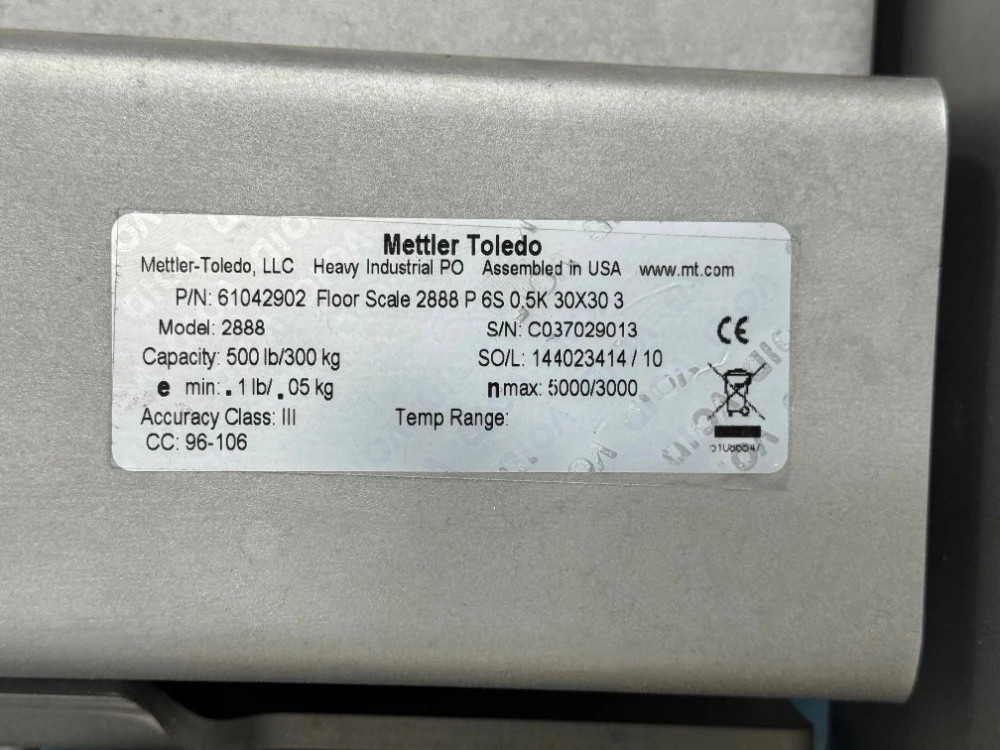 Mettler Toledo
Mettler-Toledo, LLC Heavy Industrial PO Assembled in USA www.mt.com
P/N: 61042902 Floor Scale 2888 P 6S 0.5K 30X30 3
Model: 2888 S/N: C037029013
Capacity: 500 lb/300 kg SO/L: 144023414 / 10
e min: .1 lb/ .05 kg n max: 5000/3000
Accuracy Class: III Temp Range:
CC: 96-106
CE